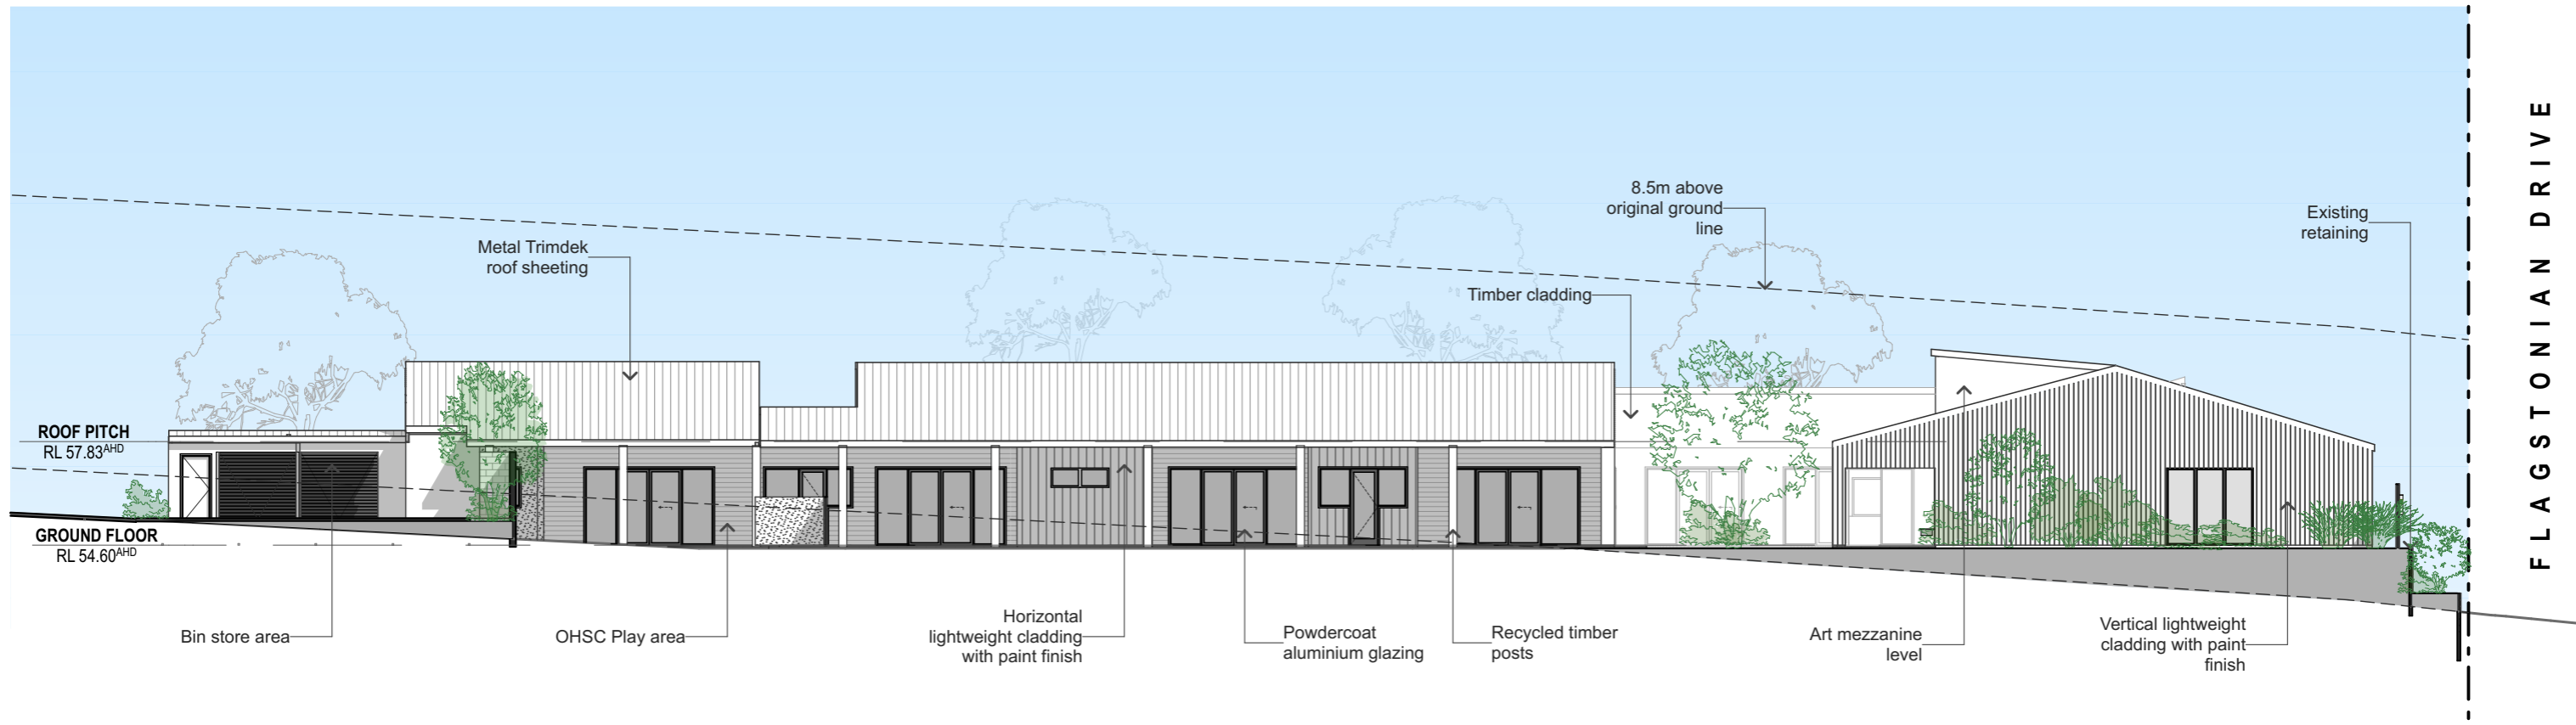 8.5m above
original ground
line
Existing
retaining
Metal Trimdek
roof sheeting
Timber cladding
ROOF PITCH
RL 57.83AHD
GROUND FLOOR
RL 54.60AHD
Bin store area
OHSC Play area
Horizontal
lightweight cladding
with paint finish
Powdercoat
aluminium glazing
Recycled timber
posts
Art mezzanine
level
Vertical lightweight
cladding with paint
finish
FLAGSTONIAN DRIVE